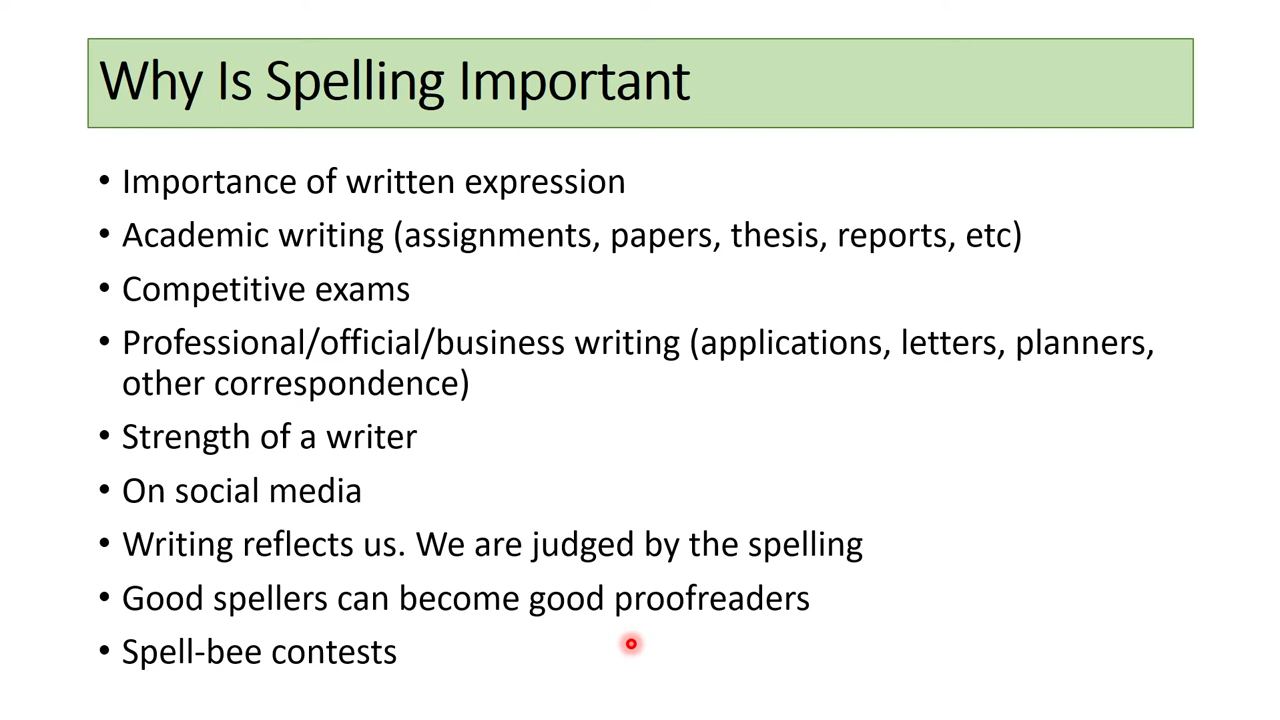 Why Is Spelling Important
• Importance of written expression
• Academic writing (assignments, papers, thesis, reports, etc)
• Competitive exams
• Professional/official/business writing (applications, letters, planners,
other correspondence)
• Strength of a writer
• On social media
• Writing reflects us. We are judged by the spelling
• Good spellers can become good proofreaders
• Spell-bee contests